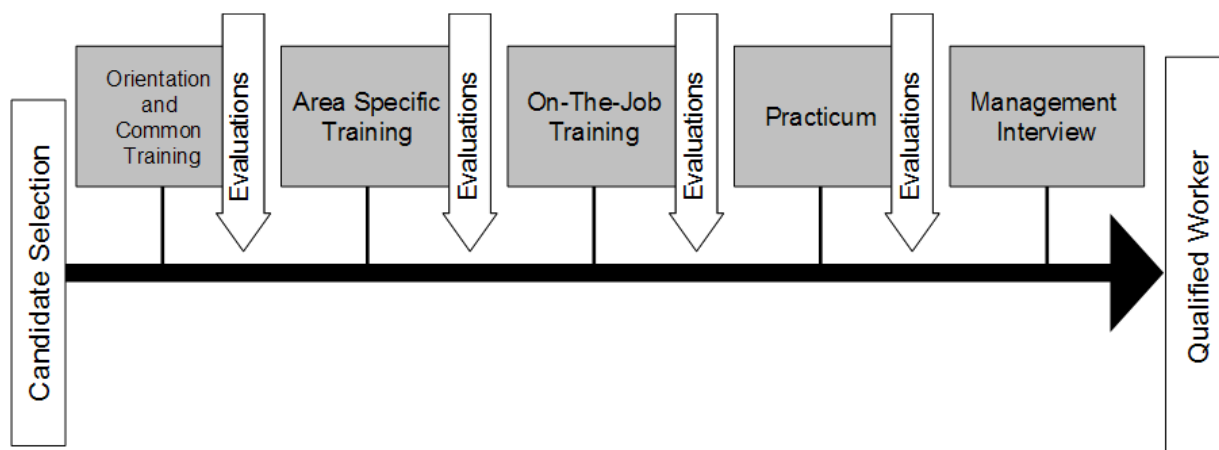 Candidate Selection
Orientation
and
Common
Training
Evaluations
Area Specific
Training
Evaluations
On-The-Job
Training
Evaluations
Practicum
Evaluations
Management
Interview
Qualified Worker